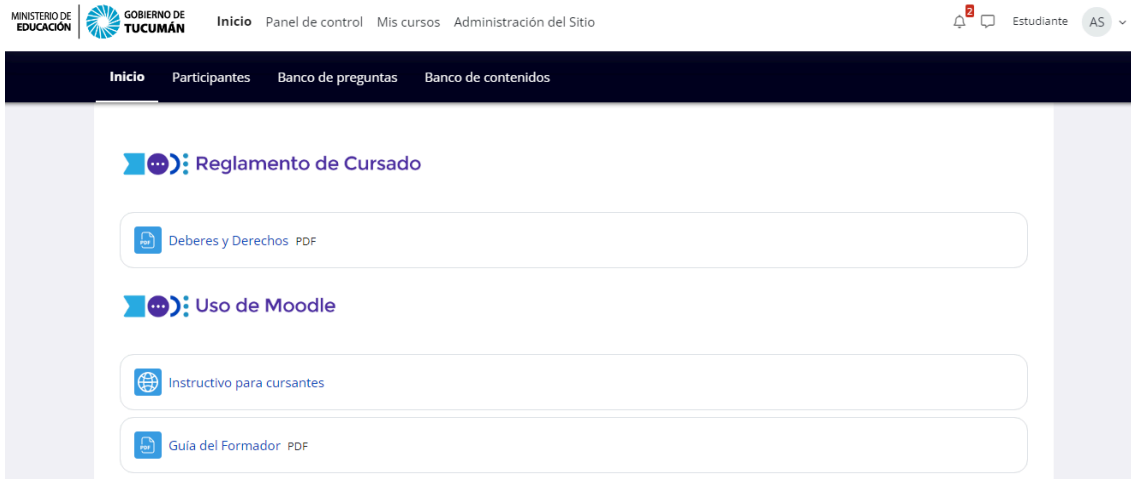 MINISTERIO DE EDUCACIÓN
GOBIERNO DE TUCUMÁN
Inicio Panel de control Mis cursos Administración del Sitio
2
Estudiante AS
Inicio Participantes Banco de preguntas Banco de contenidos
Reglamento de Cursado
PDF Deberes y Derechos PDF
Uso de Moodle
Instructivo para cursantes
PDF Guía del Formador PDF